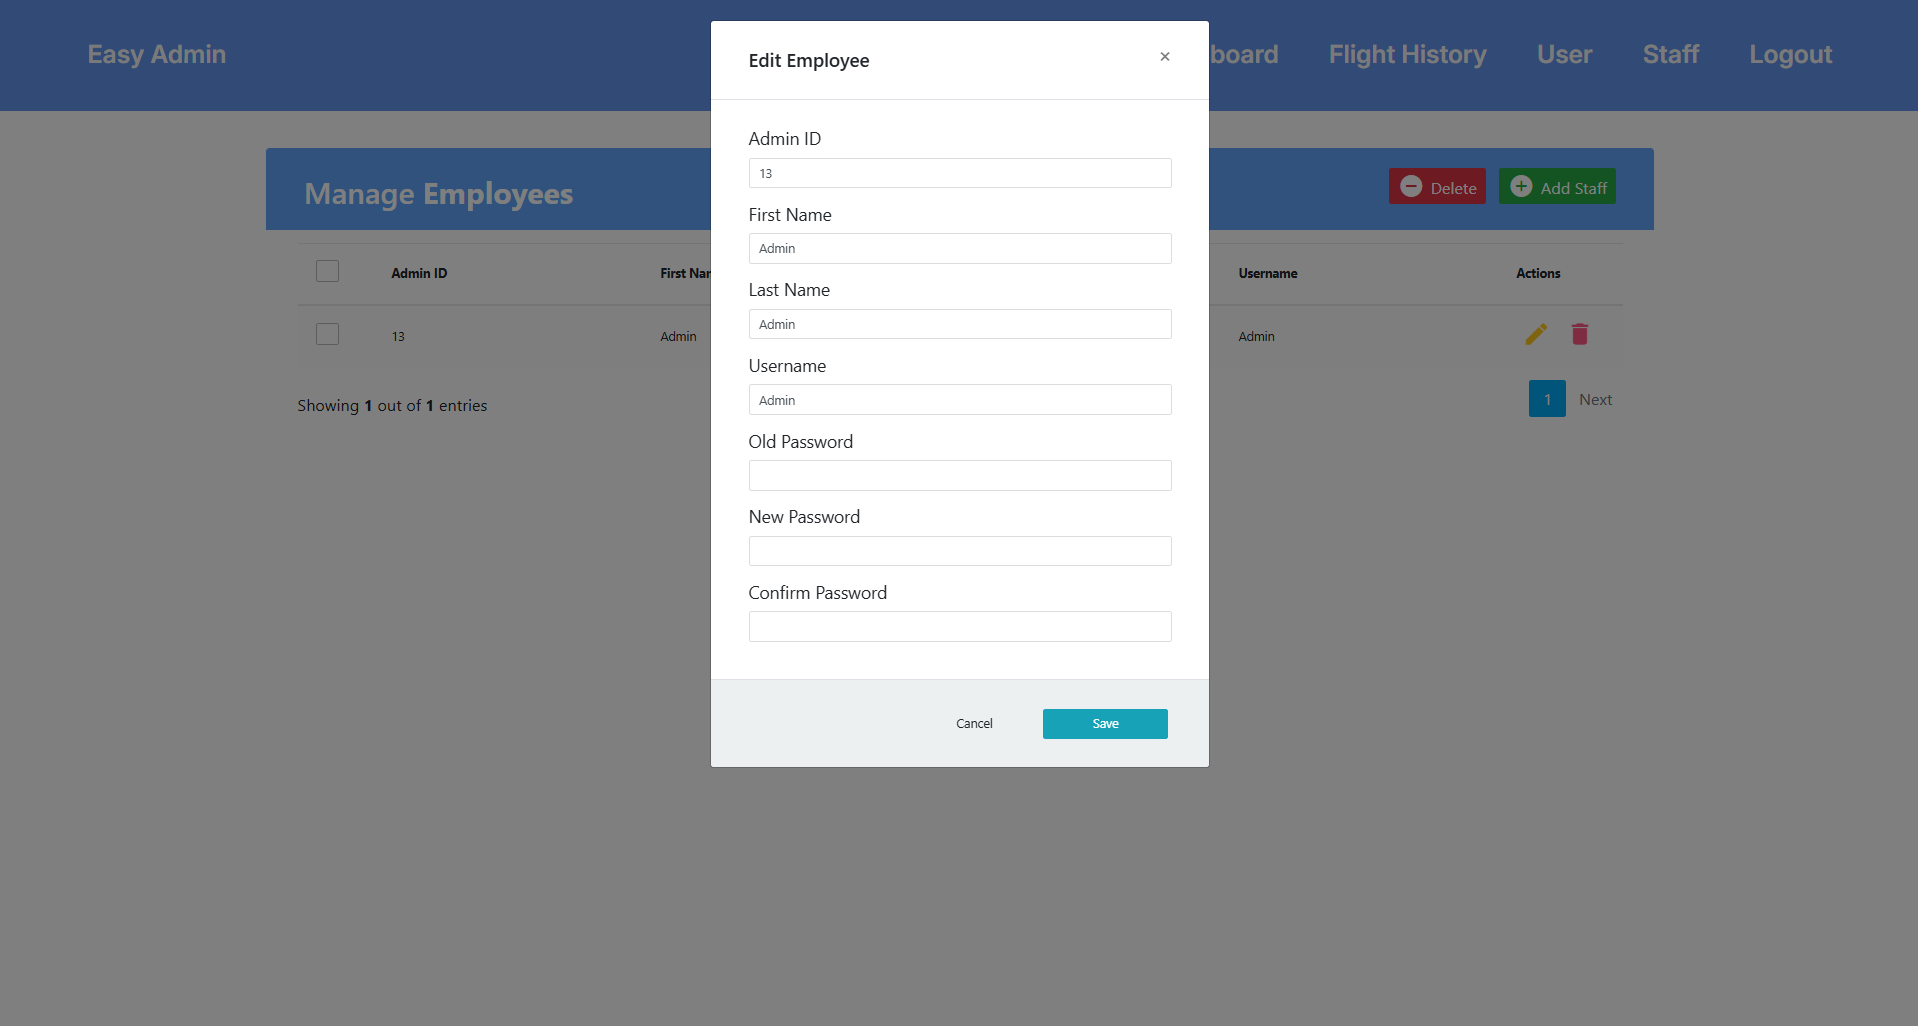 Easy Admin
board Flight History User Staff Logout
Edit Employee
×
Manage Employees
Delete Add Staff
Admin ID First Nar Username Actions
13 Admin Admin
Showing 1 out of 1 entries
1 Next
Admin ID
13
First Name
Admin
Last Name
Admin
Username
Admin
Old Password
New Password
Confirm Password
Cancel Save